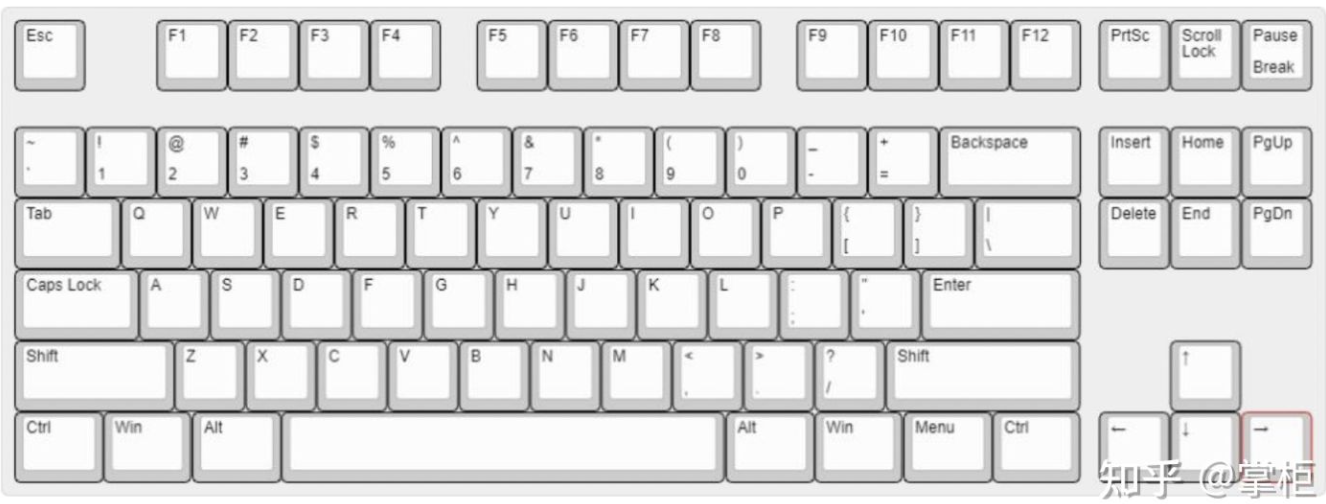 Esc F1 F2 F3 F4 F5 F6 F7 F8 F9 F10 F11 F12 PrtSc Scroll Pause
Lock
Break
~ ! @ # $ % ^ & * ( ) _ + Backspace Insert Home PgUp
` 1 2 3 4 5 6 7 8 9 0 - =
Tab Q W E R T Y U I O P { } | Delete End PgDn
[ ] \
Caps Lock A S D F G H J K L : " Enter
; '
Shift Z X C V B N M < > ? Shift ↑
, . /
Ctrl Win Alt Alt Win Menu Ctrl ← ↓ →
知乎 @掌柜